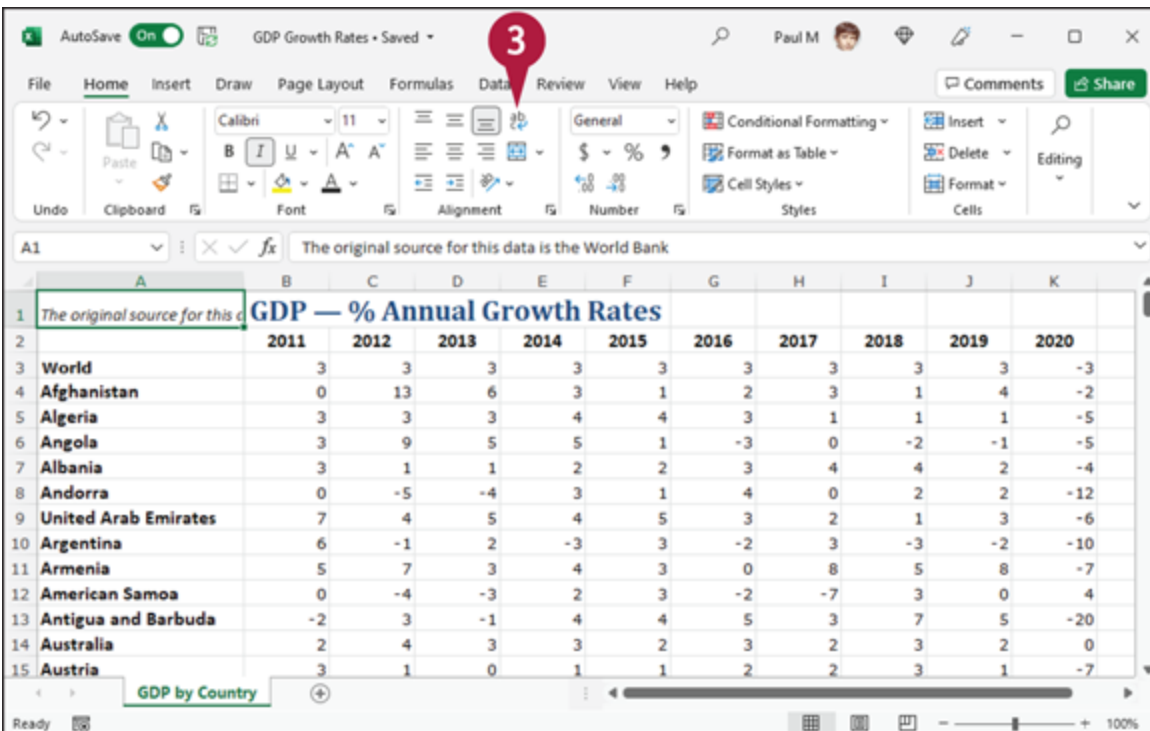 3
AutoSave On GDP Growth Rates • Saved Paul M
File Home Insert Draw Page Layout Formulas Data Review View Help Comments Share
Calibri 11 General Conditional Formatting Insert
Paste B I U A A $ % 9 Format as Table Delete Editing
A Cell Styles Format
Undo Clipboard Font Alignment Number Styles Cells
A1 fx The original source for this data is the World Bank
A B C D E F G H I J K
1 The original source for this d GDP — % Annual Growth Rates
2 2011 2012 2013 2014 2015 2016 2017 2018 2019 2020
3 World 3 3 3 3 3 3 3 3 3 -3
4 Afghanistan 0 13 6 3 1 2 3 1 4 -2
5 Algeria 3 3 3 4 4 3 1 1 1 -5
6 Angola 3 9 5 5 1 -3 0 -2 -1 -5
7 Albania 3 1 1 2 2 3 4 4 2 -4
8 Andorra 0 -5 -4 3 1 4 0 2 2 -12
9 United Arab Emirates 7 4 5 4 5 3 2 1 3 -6
10 Argentina 6 -1 2 -3 3 -2 3 -3 -2 -10
11 Armenia 5 7 3 4 3 0 8 5 8 -7
12 American Samoa 0 -4 -3 2 3 -2 -7 3 0 4
13 Antigua and Barbuda -2 3 -1 4 4 5 3 7 5 -20
14 Australia 2 4 3 3 2 3 2 3 2 0
15 Austria 3 1 0 1 1 2 2 3 1 -7
GDP by Country
Ready 100%